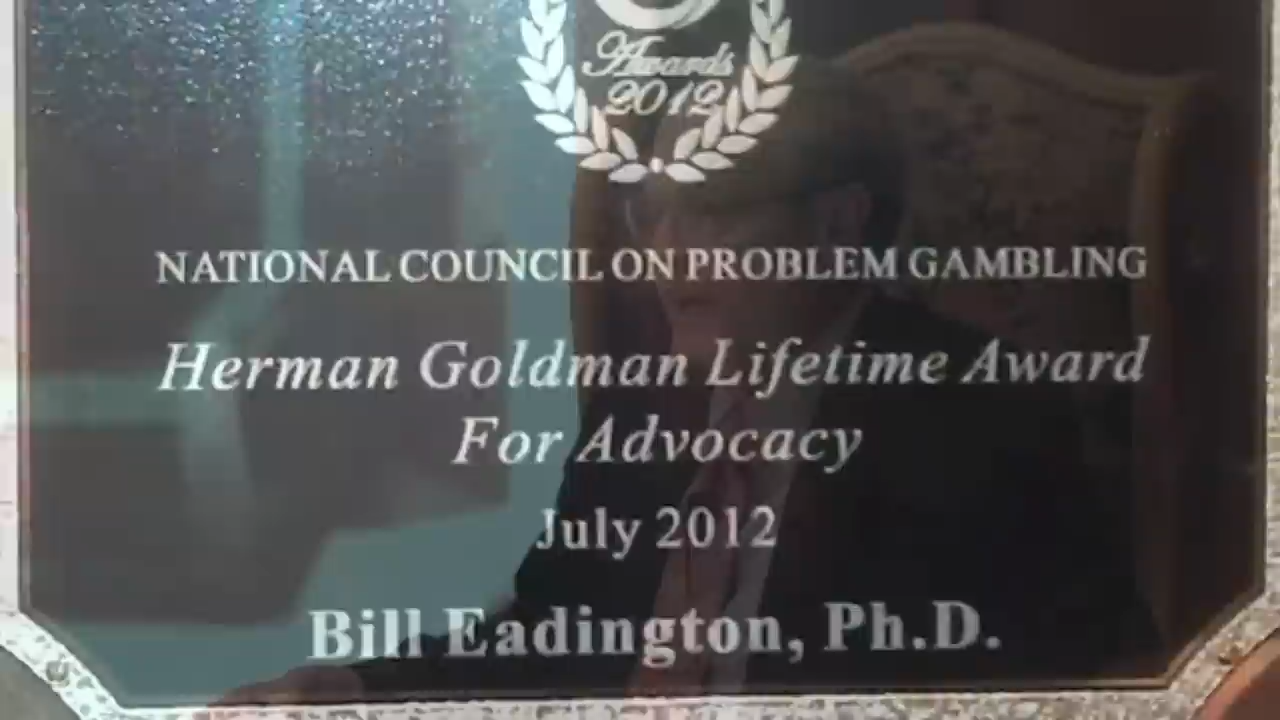 Awards
2012
NATIONAL COUNCIL ON PROBLEM GAMBLING
Herman Goldman Lifetime Award
For Advocacy
July 2012
Bill Eadington, Ph.D.